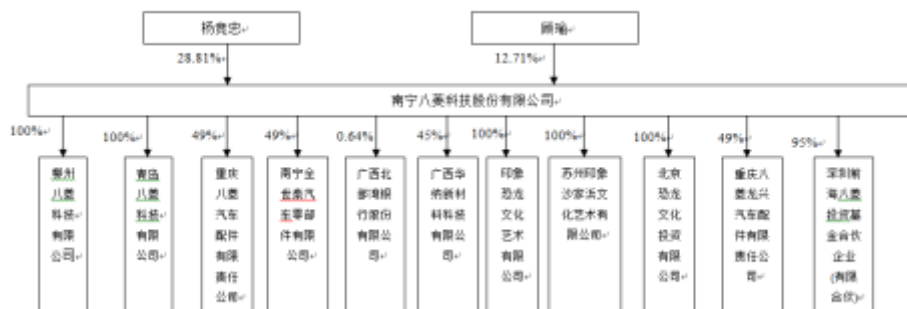 杨竞忠
顾瑜
28.81%
12.71%
南宁八菱科技股份有限公司
100%
100%
49%
49%
0.64%
45%
100%
100%
100%
49%
95%
柳州
八菱
科技
有限
公司
青岛
八菱
科技
有限
公司
重庆
八菱
汽车
配件
有限
责任
公司
南宁全
世泰汽
车零部
件有限
公司
广西北
部湾银
行股份
有限公
司
广西华
纳新材
料科技
有限公
司
印象
恐龙
文化
艺术
有限
公司
苏州印象
沙家浜文
化艺术有
限公司
北京
恐龙
文化
投资
有限
公司
重庆八
菱龙兴
汽车配
件有限
责任公
司
深圳前
海八菱
投资基
金合伙
企业
(有限
合伙)